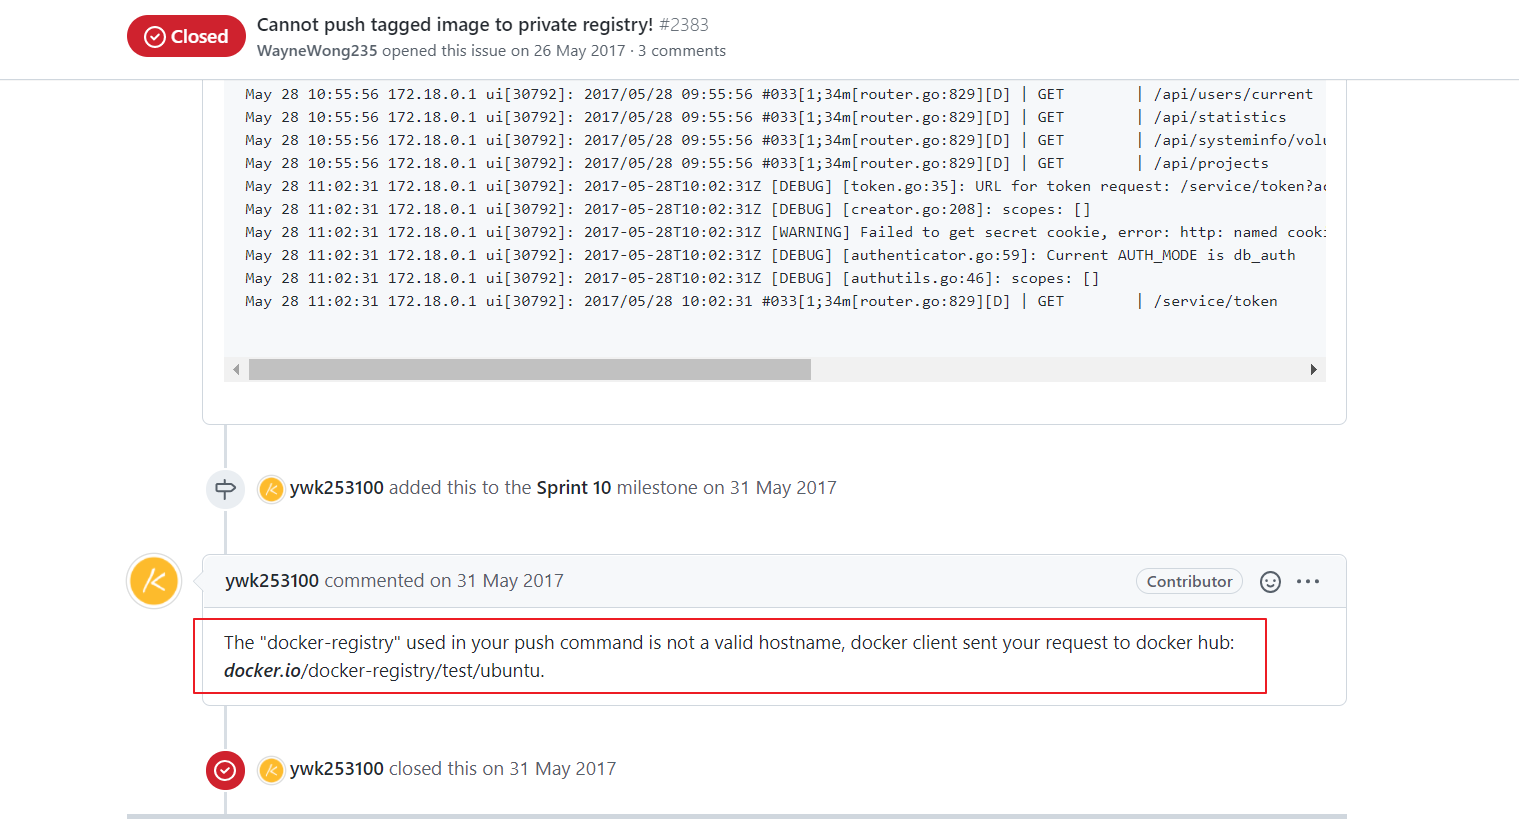 Closed
Cannot push tagged image to private registry! #2383
WayneWong235 opened this issue on 26 May 2017 · 3 comments
May 28 10:55:56 172.18.0.1 ui[30792]: 2017/05/28 09:55:56 #033[1;34m[router.go:829][D] | GET | /api/users/current
May 28 10:55:56 172.18.0.1 ui[30792]: 2017/05/28 09:55:56 #033[1;34m[router.go:829][D] | GET | /api/statistics
May 28 10:55:56 172.18.0.1 ui[30792]: 2017/05/28 09:55:56 #033[1;34m[router.go:829][D] | GET | /api/systeminfo/volu
May 28 10:55:56 172.18.0.1 ui[30792]: 2017/05/28 09:55:56 #033[1;34m[router.go:829][D] | GET | /api/projects
May 28 11:02:31 172.18.0.1 ui[30792]: 2017-05-28T10:02:31Z [DEBUG] [token.go:35]: URL for token request: /service/token?ac
May 28 11:02:31 172.18.0.1 ui[30792]: 2017-05-28T10:02:31Z [DEBUG] [creator.go:208]: scopes: []
May 28 11:02:31 172.18.0.1 ui[30792]: 2017-05-28T10:02:31Z [WARNING] Failed to get secret cookie, error: http: named cooki
May 28 11:02:31 172.18.0.1 ui[30792]: 2017-05-28T10:02:31Z [DEBUG] [authenticator.go:59]: Current AUTH_MODE is db_auth
May 28 11:02:31 172.18.0.1 ui[30792]: 2017-05-28T10:02:31Z [DEBUG] [authutils.go:46]: scopes: []
May 28 11:02:31 172.18.0.1 ui[30792]: 2017/05/28 10:02:31 #033[1;34m[router.go:829][D] | GET | /service/token
ywk253100 added this to the Sprint 10 milestone on 31 May 2017
ywk253100 commented on 31 May 2017
Contributor
The "docker-registry" used in your push command is not a valid hostname, docker client sent your request to docker hub:
docker.io/docker-registry/test/ubuntu.
ywk253100 closed this on 31 May 2017